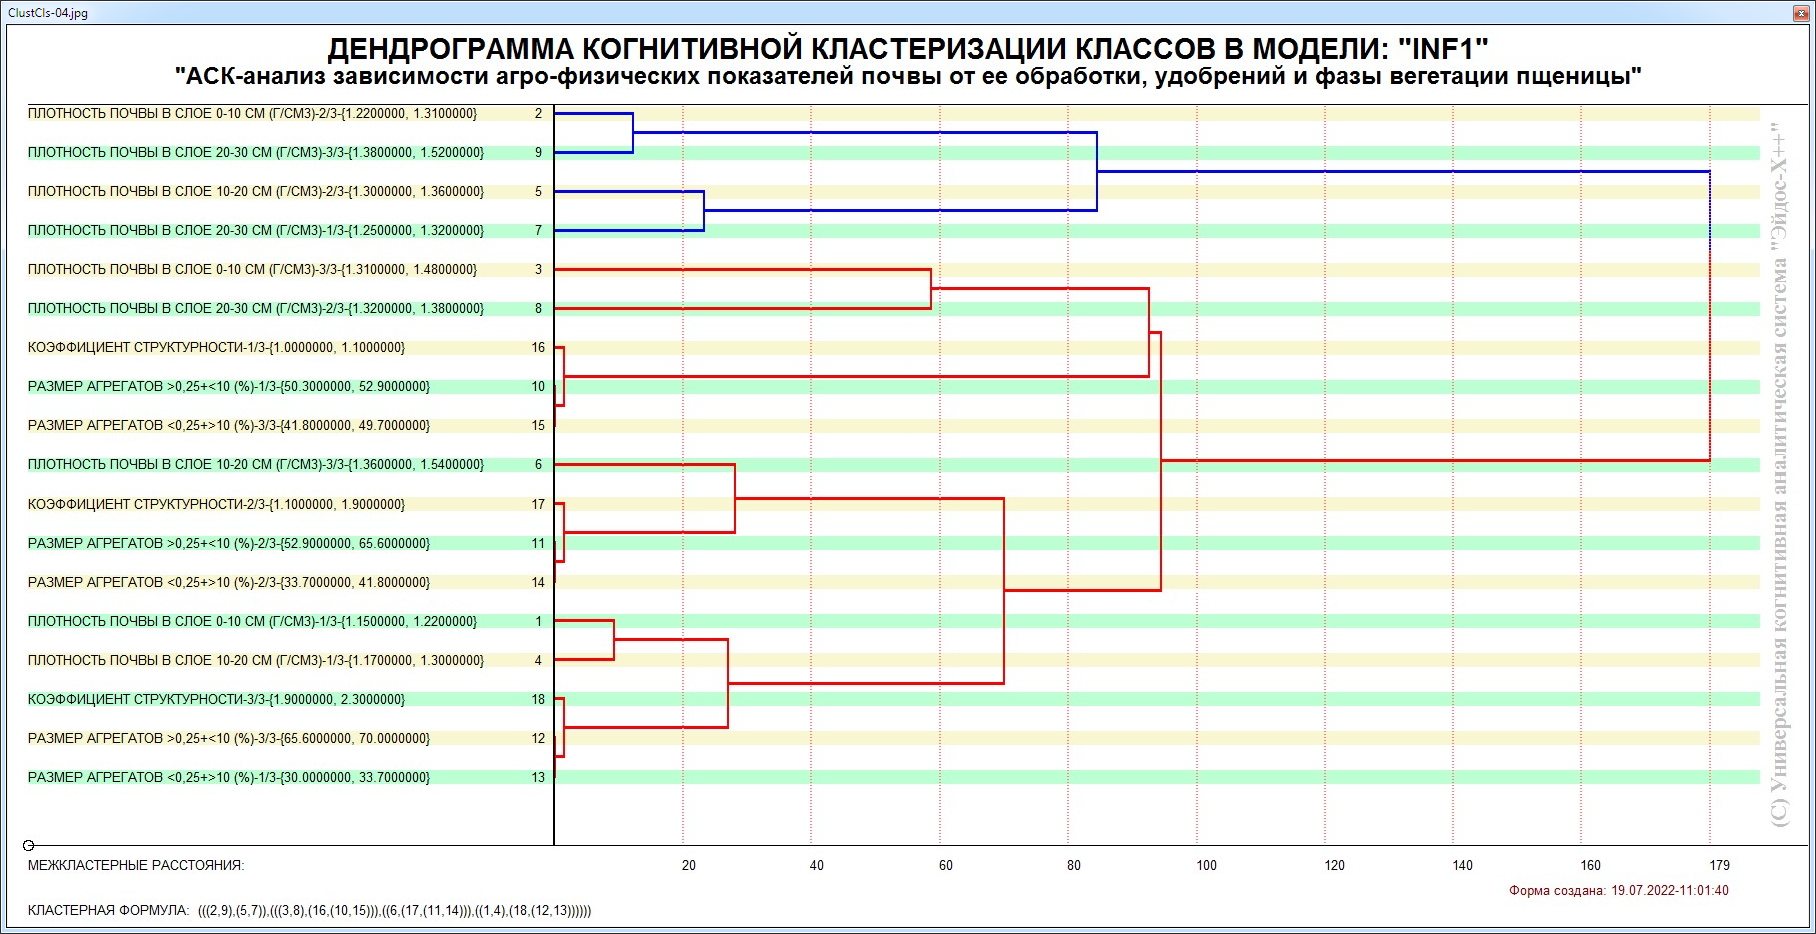 ClustCls-04.jpg
ДЕНДРОГРАММА КОГНИТИВНОЙ КЛАСТЕРИЗАЦИИ КЛАССОВ В МОДЕЛИ: "INF1"
"АСК-анализ зависимости агро-физических показателей почвы от ее обработки, удобрений и фазы вегетации пщеницы"
ПЛОТНОСТЬ ПОЧВЫ В СЛОЕ 0-10 СМ (Г/СМ3)-2/3-{1.2200000, 1.3100000} 2
ПЛОТНОСТЬ ПОЧВЫ В СЛОЕ 20-30 СМ (Г/СМ3)-3/3-{1.3800000, 1.5200000} 9
ПЛОТНОСТЬ ПОЧВЫ В СЛОЕ 10-20 СМ (Г/СМ3)-2/3-{1.3000000, 1.3600000} 5
ПЛОТНОСТЬ ПОЧВЫ В СЛОЕ 20-30 СМ (Г/СМ3)-1/3-{1.2500000, 1.3200000} 7
ПЛОТНОСТЬ ПОЧВЫ В СЛОЕ 0-10 СМ (Г/СМ3)-3/3-{1.3100000, 1.4800000} 3
ПЛОТНОСТЬ ПОЧВЫ В СЛОЕ 20-30 СМ (Г/СМ3)-2/3-{1.3200000, 1.3800000} 8
КОЭФФИЦИЕНТ СТРУКТУРНОСТИ-1/3-{1.0000000, 1.1000000} 16
РАЗМЕР АГРЕГАТОВ >0,25+<10 (%)-1/3-{50.3000000, 52.9000000} 10
РАЗМЕР АГРЕГАТОВ <0,25+>10 (%)-3/3-{41.8000000, 49.7000000} 15
ПЛОТНОСТЬ ПОЧВЫ В СЛОЕ 10-20 СМ (Г/СМ3)-3/3-{1.3600000, 1.5400000} 6
КОЭФФИЦИЕНТ СТРУКТУРНОСТИ-2/3-{1.1000000, 1.9000000} 17
РАЗМЕР АГРЕГАТОВ >0,25+<10 (%)-2/3-{52.9000000, 65.6000000} 11
РАЗМЕР АГРЕГАТОВ <0,25+>10 (%)-2/3-{33.7000000, 41.8000000} 14
ПЛОТНОСТЬ ПОЧВЫ В СЛОЕ 0-10 СМ (Г/СМ3)-1/3-{1.1500000, 1.2200000} 1
ПЛОТНОСТЬ ПОЧВЫ В СЛОЕ 10-20 СМ (Г/СМ3)-1/3-{1.1700000, 1.3000000} 4
КОЭФФИЦИЕНТ СТРУКТУРНОСТИ-3/3-{1.9000000, 2.3000000} 18
РАЗМЕР АГРЕГАТОВ >0,25+<10 (%)-3/3-{65.6000000, 70.0000000} 12
РАЗМЕР АГРЕГАТОВ <0,25+>10 (%)-1/3-{30.0000000, 33.7000000} 13
(C) Универсальная когнитивная аналитическая система "Эйдос-Х++"
МЕЖКЛАСТЕРНЫЕ РАССТОЯНИЯ: 20 40 60 80 100 120 140 160 179
Форма создана: 19.07.2022-11:01:40
КЛАСТЕРНАЯ ФОРМУЛА: (((2,9),(5,7)),(((3,8),(16,(10,15))),((6,(17,(11,14))),((1,4),(18,(12,13))))))